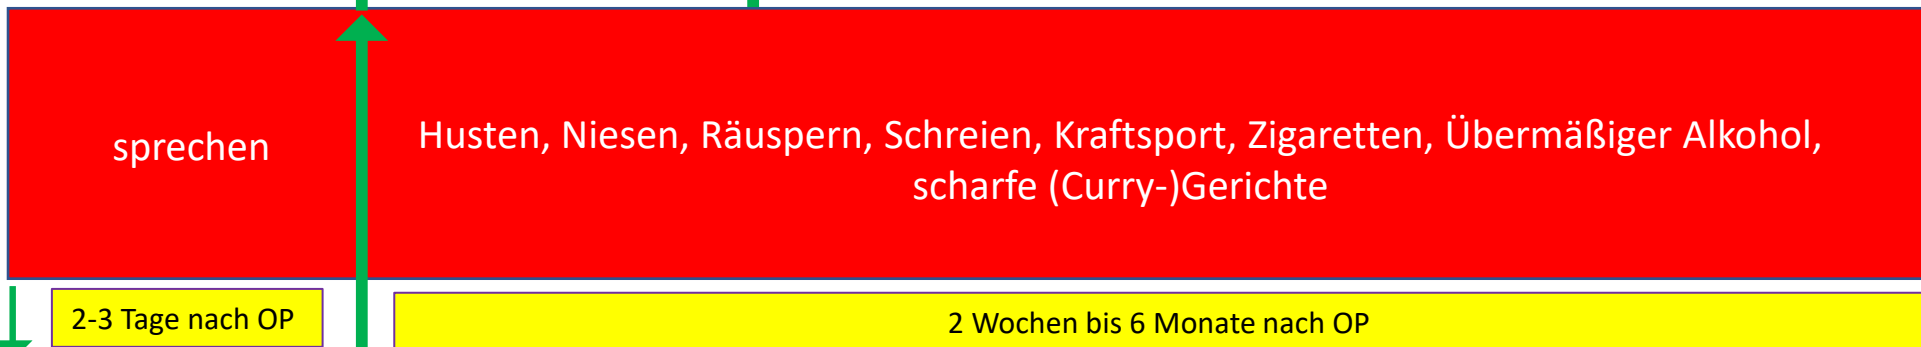 sprechen
Husten, Niesen, Räuspern, Schreien, Kraftsport, Zigaretten, Übermäßiger Alkohol,
scharfe (Curry-)Gerichte
2-3 Tage nach OP
2 Wochen bis 6 Monate nach OP